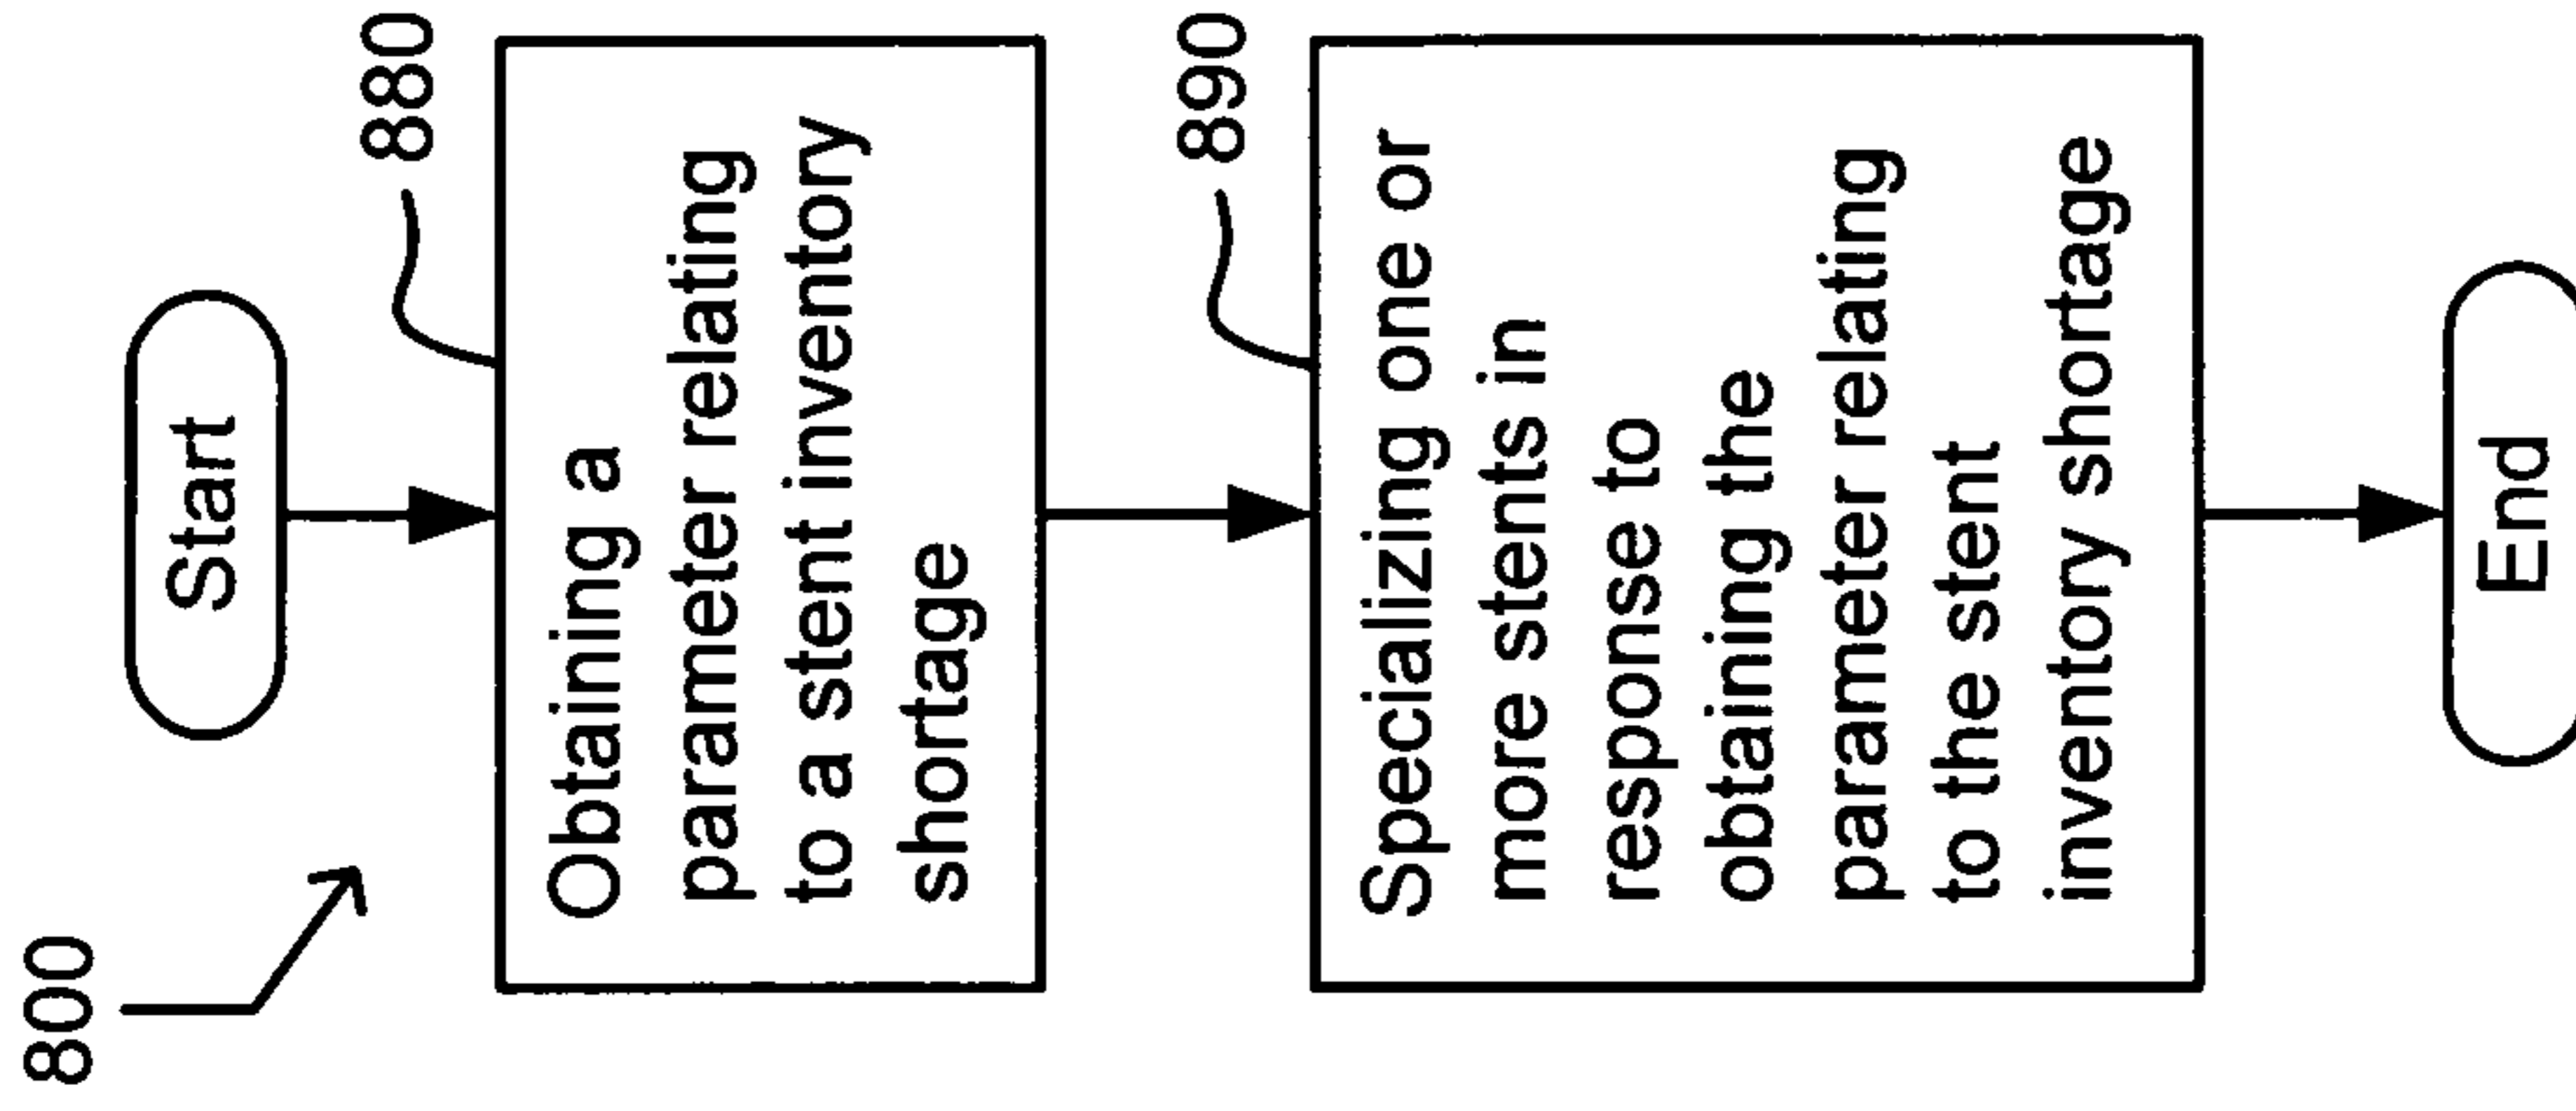 800
Start
880
Obtaining a
parameter relating
to a stent inventory
shortage
890
Specializing one or
more stents in
response to
obtaining the
parameter relating
to the stent
inventory shortage
End